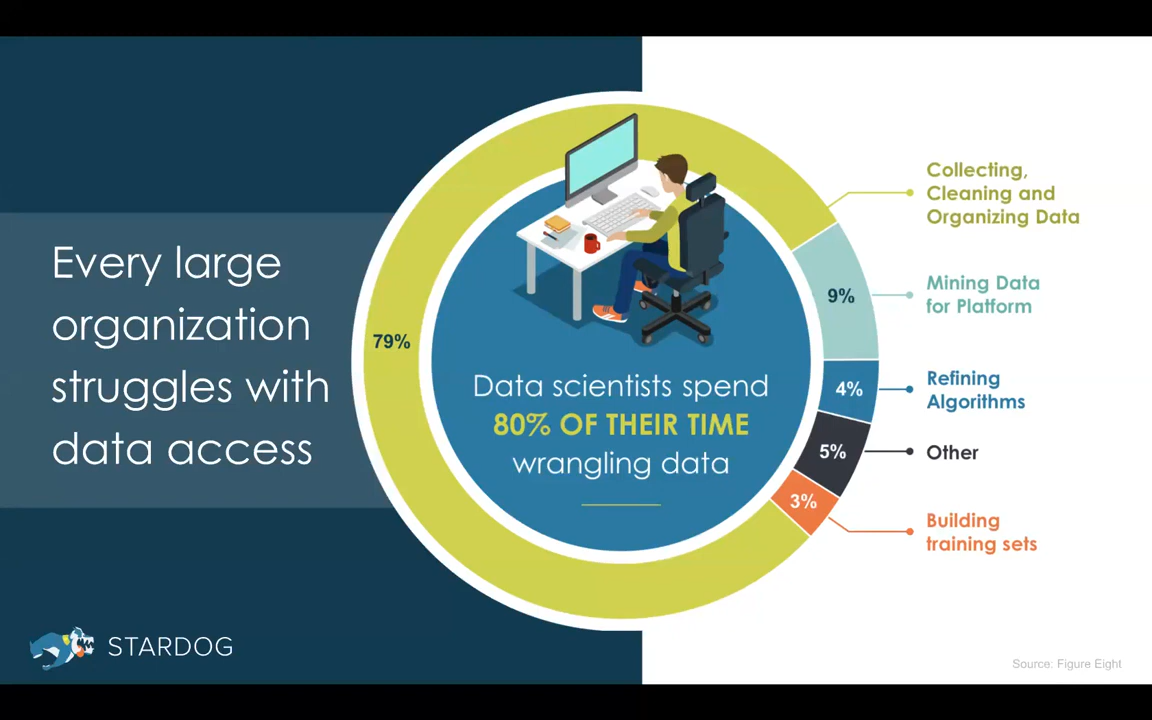 Every large
organization
struggles with
data access
79%
Data scientists spend
80% OF THEIR TIME
wrangling data
Collecting,
Cleaning and
Organizing Data
9%
Mining Data
for Platform
4%
Refining
Algorithms
5%
Other
3%
Building
training sets
STARDOG
Source: Figure Eight